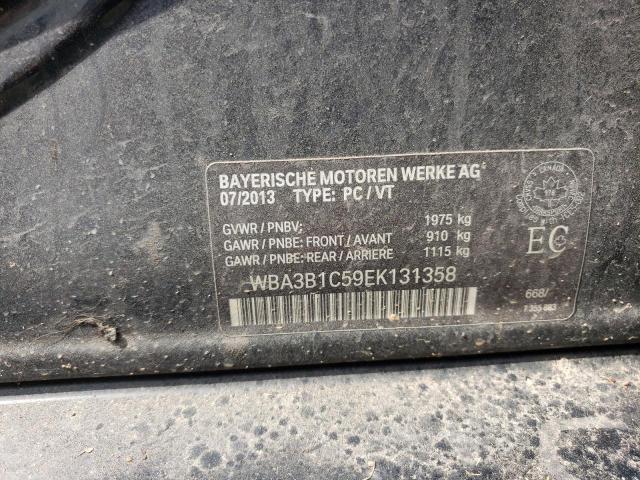 BAYERISCHE MOTOREN WERKE AG
07/2013 TYPE: PC / VT
GVWR / PNBV: 1975 kg
GAWR / PNBE: FRONT / AVANT 910 kg
GAWR / PNBE: REAR / ARRIERE 1115 kg
WBA3B1C59EK131358
CANADA
EC
668/